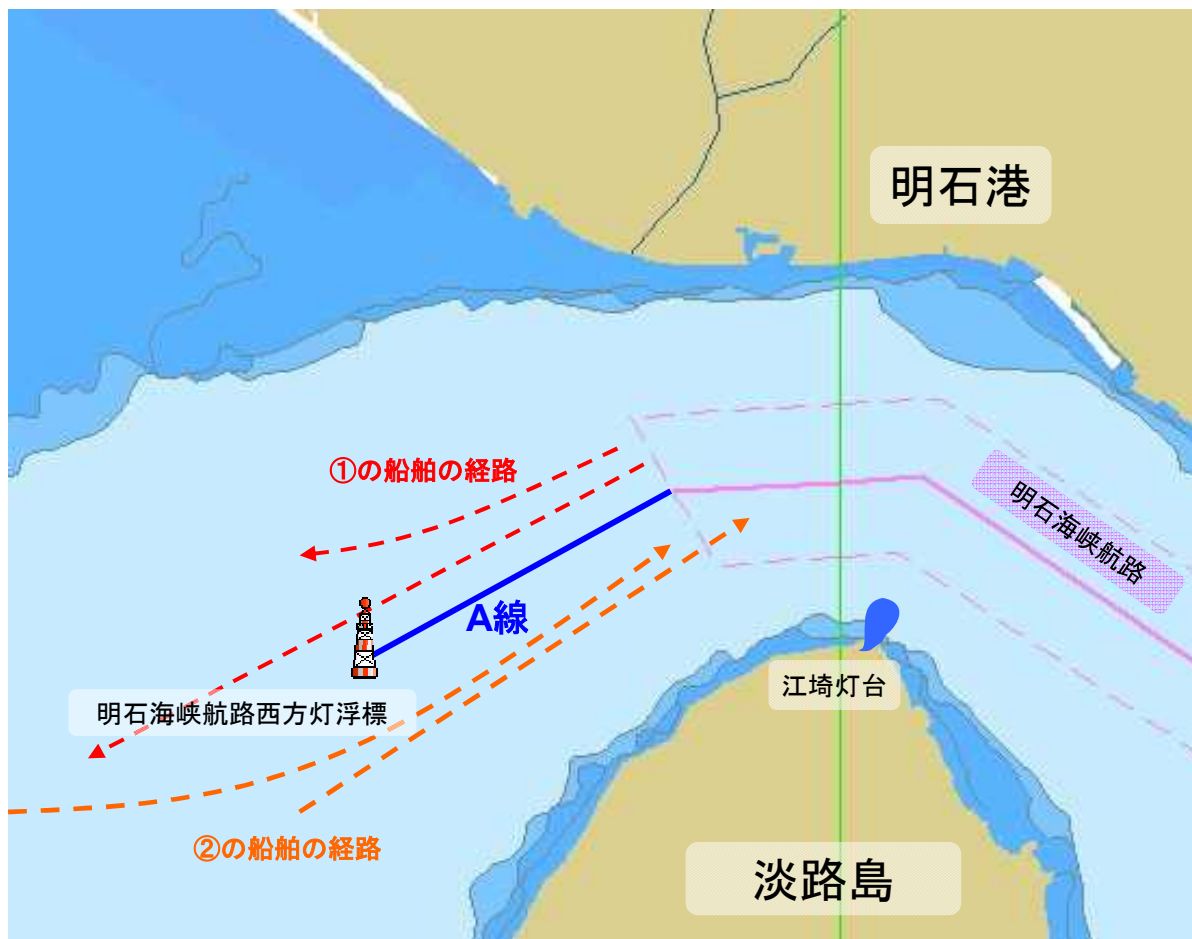 明石港
①の船舶の経路
明石海峡航路
A線
江埼灯台
明石海峡航路西方灯浮標
②の船舶の経路
淡路島